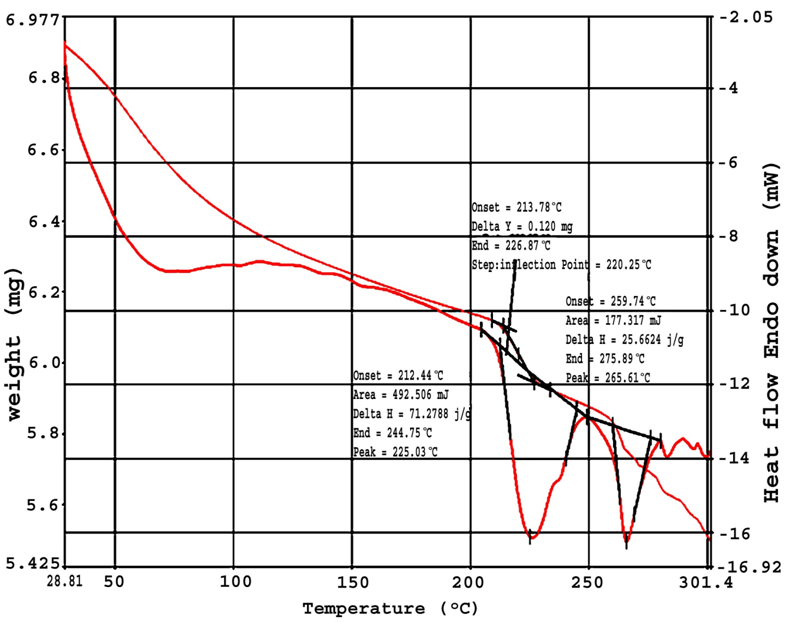 6.977
6.8
6.6
6.4
6.2
6.0
5.8
5.6
5.425
weight (mg)
-2.05
-4
-6
-8
-10
-12
-14
-16
-16.92
Heat flow Endo down (mW)
Onset = 213.78°C
Delta Y = 0.120 mg
End = 226.87°C
Step:inflection Point = 220.25°C
Onset = 259.74°C
Area = 177.317 mJ
Delta H = 25.6624 j/g
End = 275.89°C
Peak = 265.61°C
Onset = 212.44°C
Area = 492.506 mJ
Delta H = 71.2788 j/g
End = 244.75°C
Peak = 225.03°C
28.81 50 100 150 200 250 301.4
Temperature (°C)